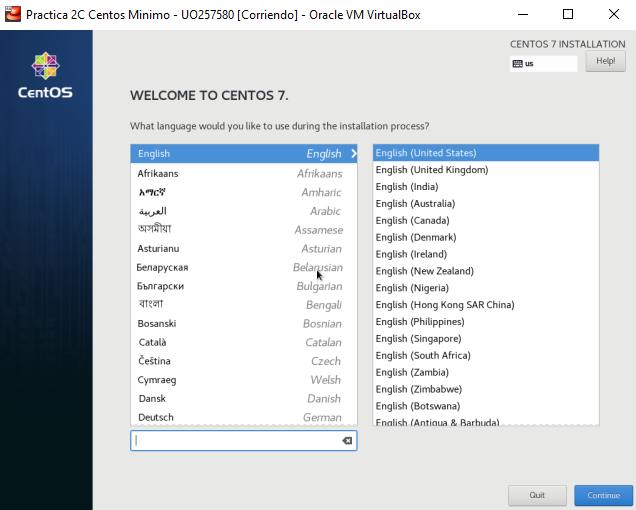 Practica 2C Centos Minimo - UO257580 [Corriendo] - Oracle VM VirtualBox
CentOS
CENTOS 7 INSTALLATION
us
Help!
WELCOME TO CENTOS 7.
What language would you like to use during the installation process?
English English
Afrikaans Afrikaans
አማርኛ Amharic
العربية Arabic
অসমীয়া Assamese
Asturianu Asturian
Беларуская Belarusian
Български Bulgarian
বাংলা Bengali
Bosanski Bosnian
Català Catalan
Čeština Czech
Cymraeg Welsh
Dansk Danish
Deutsch German
English (United States)
English (United Kingdom)
English (India)
English (Australia)
English (Canada)
English (Denmark)
English (Ireland)
English (New Zealand)
English (Nigeria)
English (Hong Kong SAR China)
English (Philippines)
English (Singapore)
English (South Africa)
English (Zambia)
English (Zimbabwe)
English (Botswana)
English (Antigua & Barbuda)
Quit
Continue